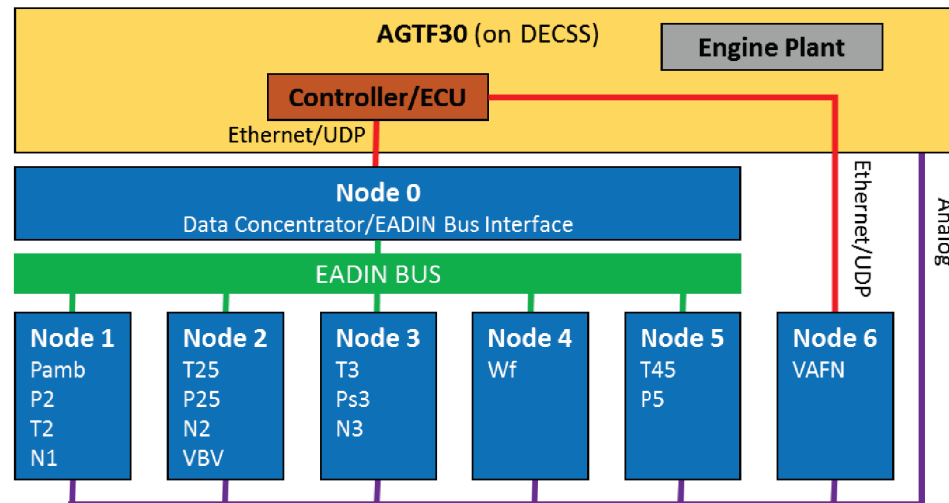 AGTF30 (on DECSS)
Engine Plant
Controller/ECU
Ethernet/UDP
Node 0
Data Concentrator/EADIN Bus Interface
Ethernet/UDP
Analog
EADIN BUS
Node 1
Pamb
P2
T2
N1
Node 2
T25
P25
N2
VBV
Node 3
T3
Ps3
N3
Node 4
Wf
Node 5
T45
P5
Node 6
VAFN